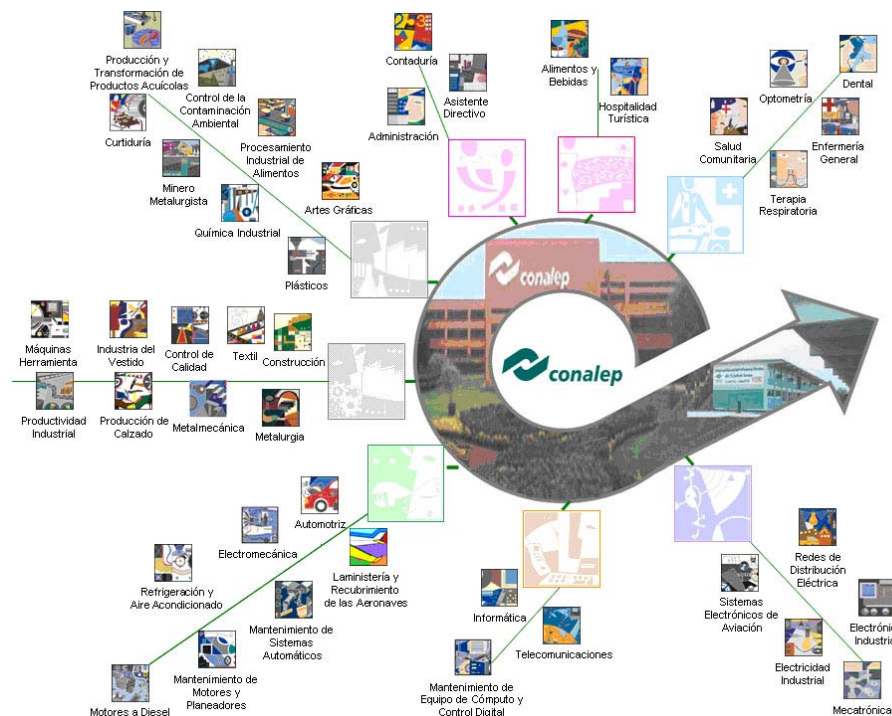 Producción y
Transformación de
Productos Acuícolas
Control de la
Contaminación
Ambiental
Curtiduría
Procesamiento
Industrial de
Alimentos
Minero
Metalurgista
Artes Gráficas
Química Industrial
Plásticos
Contaduría
Asistente
Directivo
Administración
Alimentos y
Bebidas
Hospitalidad
Turística
Optometría
Dental
Salud
Comunitaria
Enfermería
General
Terapia
Respiratoria
conalep
conalep
Máquinas
Herramienta
Industria del
Vestido
Control de
Calidad
Textil
Construcción
Productividad
Industrial
Producción de
Calzado
Metalmecánica
Metalurgia
Automotriz
Electromecánica
Laministería y
Recubrimiento
de las Aeronaves
Refrigeración y
Aire Acondicionado
Mantenimiento de
Sistemas
Automáticos
Mantenimiento de
Motores y
Planeadores
Motores a Diesel
Informática
Telecomunicaciones
Mantenimiento de
Equipo de Cómputo y
Control Digital
Redes de
Distribución
Eléctrica
Sistemas
Electrónicos de
Aviación
Electrónic
Industria
Electricidad
Industrial
Mecatrónica